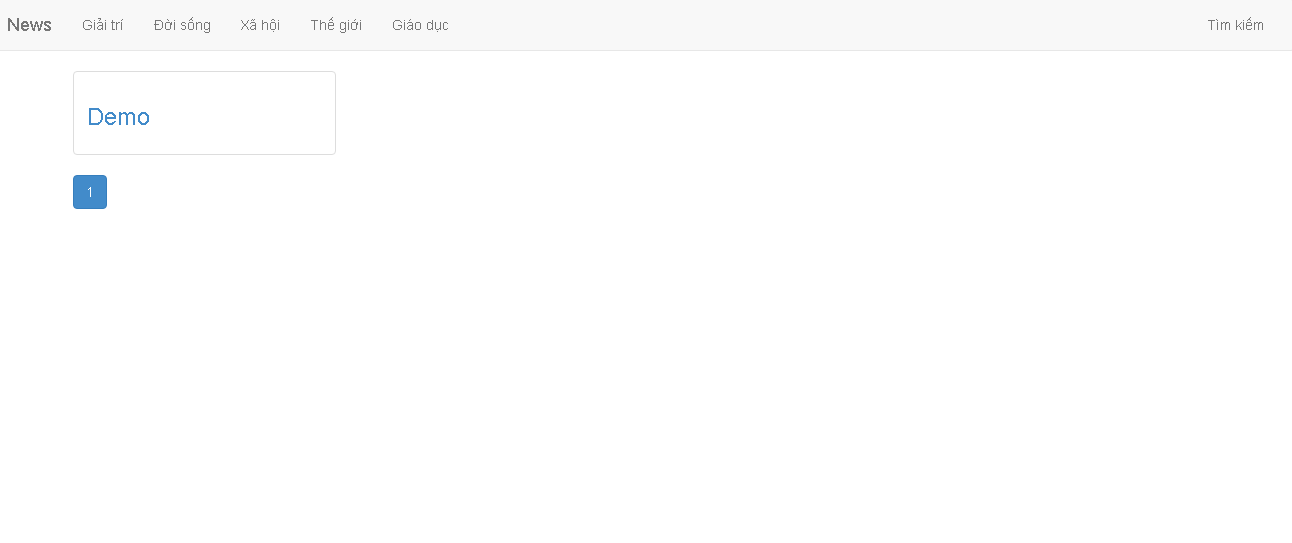 News Giải trí Đời sống Xã hội Thế giới Giáo dục Tìm kiếm
Demo
1